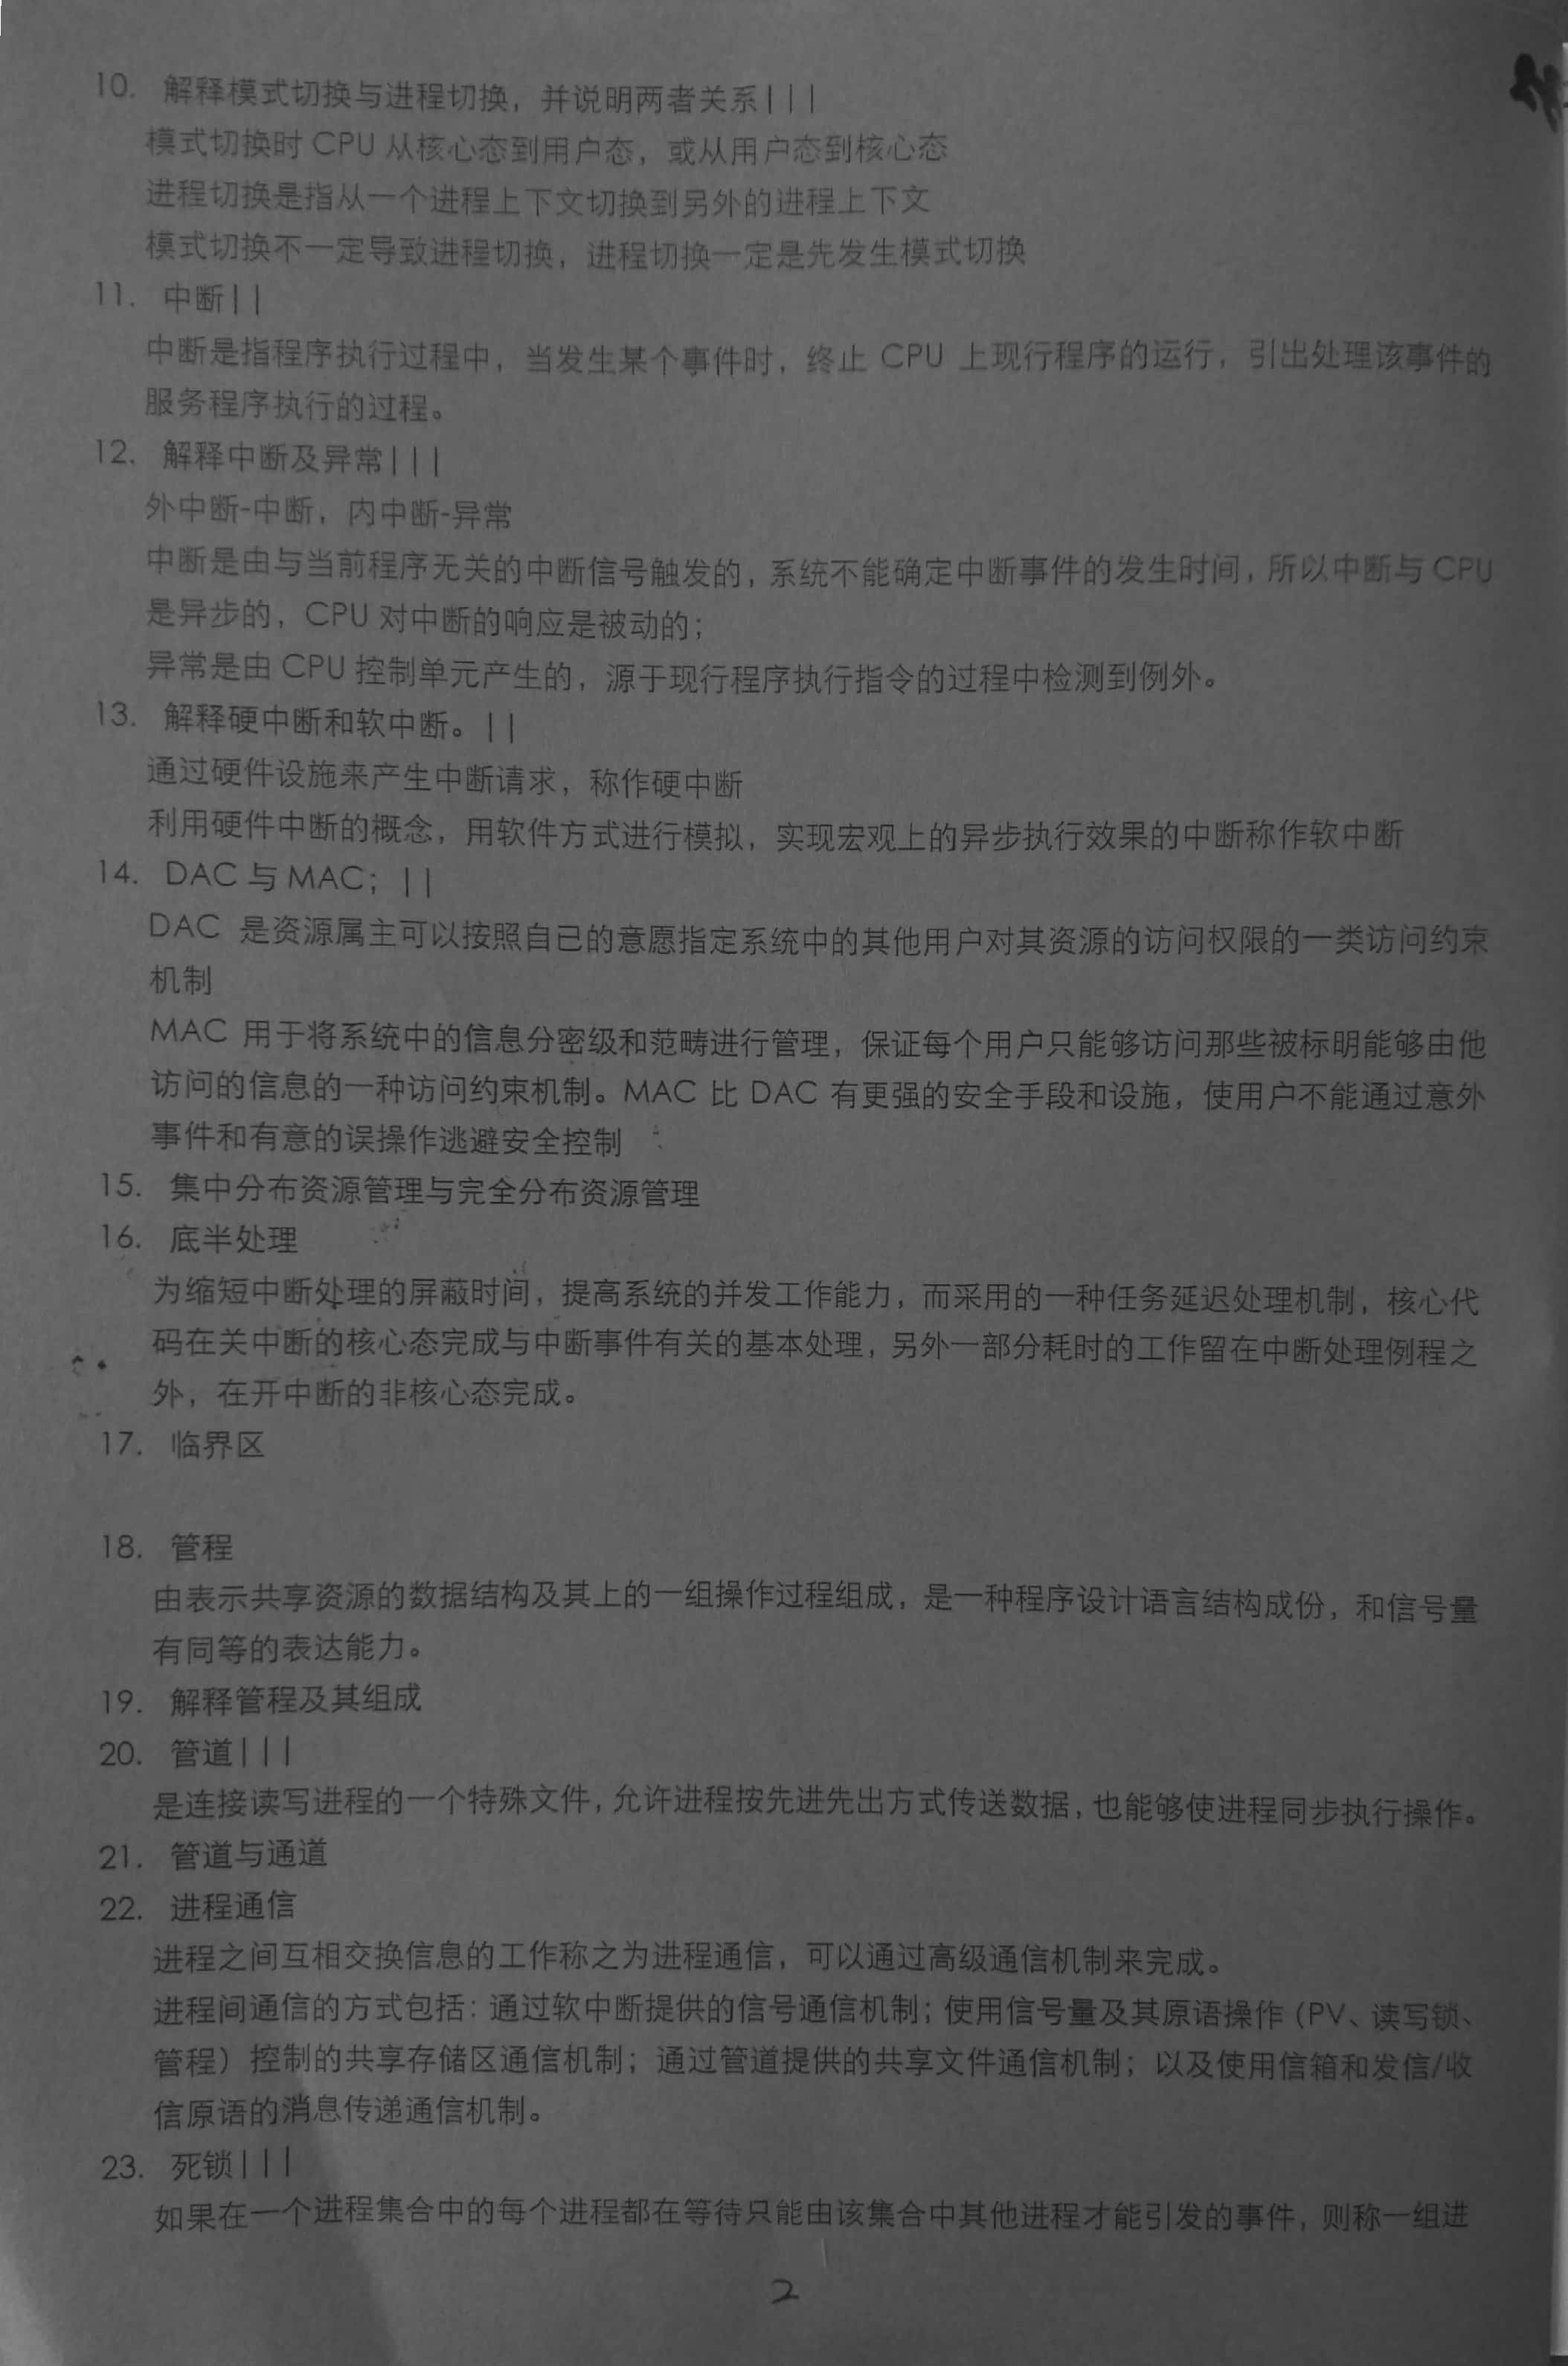 10. 解释模式切换与进程切换，并说明两者关系|||
模式切换时 CPU 从核心态到用户态，或从用户态到核心态
进程切换是指从一个进程上下文切换到另外的进程上下文
模式切换不一定导致进程切换，进程切换一定是先发生模式切换
11. 中断||
中断是指程序执行过程中，当发生某个事件时，终止 CPU 上现行程序的运行，引出处理该事件的
服务程序执行的过程。
12. 解释中断及异常|||
外中断-中断，内中断-异常
中断是由与当前程序无关的中断信号触发的，系统不能确定中断事件的发生时间，所以中断与 CPU
是异步的，CPU 对中断的响应是被动的；
异常是由 CPU 控制单元产生的，源于现行程序执行指令的过程中检测到例外。
13. 解释硬中断和软中断。||
通过硬件设施来产生中断请求，称作硬中断
利用硬件中断的概念，用软件方式进行模拟，实现宏观上的异步执行效果的中断称作软中断
14. DAC 与 MAC；||
DAC 是资源属主可以按照自己的意愿指定系统中的其他用户对其资源的访问权限的一类访问约束
机制
MAC 用于将系统中的信息分密级和范畴进行管理，保证每个用户只能够访问那些被标明能够由他
访问的信息的一种访问约束机制。MAC 比 DAC 有更强的安全手段和设施，使用户不能通过意外
事件和有意的误操作逃避安全控制
15. 集中分布资源管理与完全分布资源管理
16. 底半处理
为缩短中断处理的屏蔽时间，提高系统的并发工作能力，而采用的一种任务延迟处理机制，核心代
码在关中断的核心态完成与中断事件有关的基本处理，另外一部分耗时的工作留在中断处理例程之
外，在开中断的非核心态完成。
17. 临界区
18. 管程
由表示共享资源的数据结构及其上的一组操作过程组成，是一种程序设计语言结构成份，和信号量
有同等的表达能力。
19. 解释管程及其组成
20. 管道|||
是连接读写进程的一个特殊文件，允许进程按先进先出方式传送数据，也能够使进程同步执行操作。
21. 管道与通道
22. 进程通信
进程之间互相交换信息的工作称之为进程通信，可以通过高级通信机制来完成。
进程间通信的方式包括：通过软中断提供的信号通信机制；使用信号量及其原语操作（PV、读写锁、
管程）控制的共享存储区通信机制；通过管道提供的共享文件通信机制；以及使用信箱和发信/收
信原语的消息传递通信机制。
23. 死锁|||
如果在一个进程集合中的每个进程都在等待只能由该集合中其他进程才能引发的事件，则称一组进
2